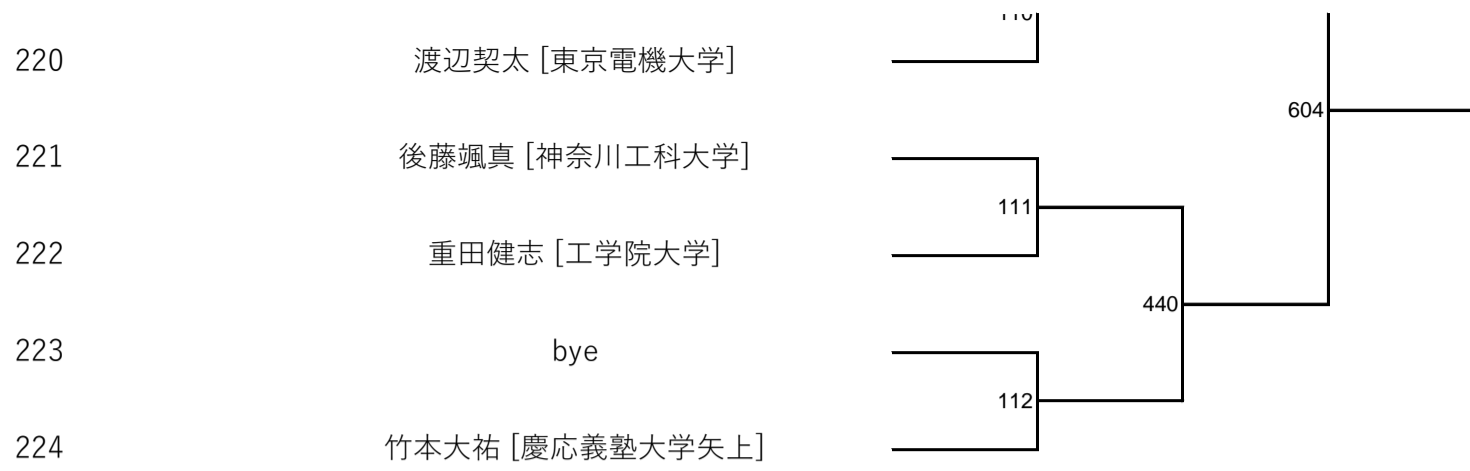 220 渡辺契太 [東京電機大学]
604
221 後藤颯真 [神奈川工科大学]
111
222 重田健志 [工学院大学]
440
223 bye
112
224 竹本大祐 [慶応義塾大学矢上]